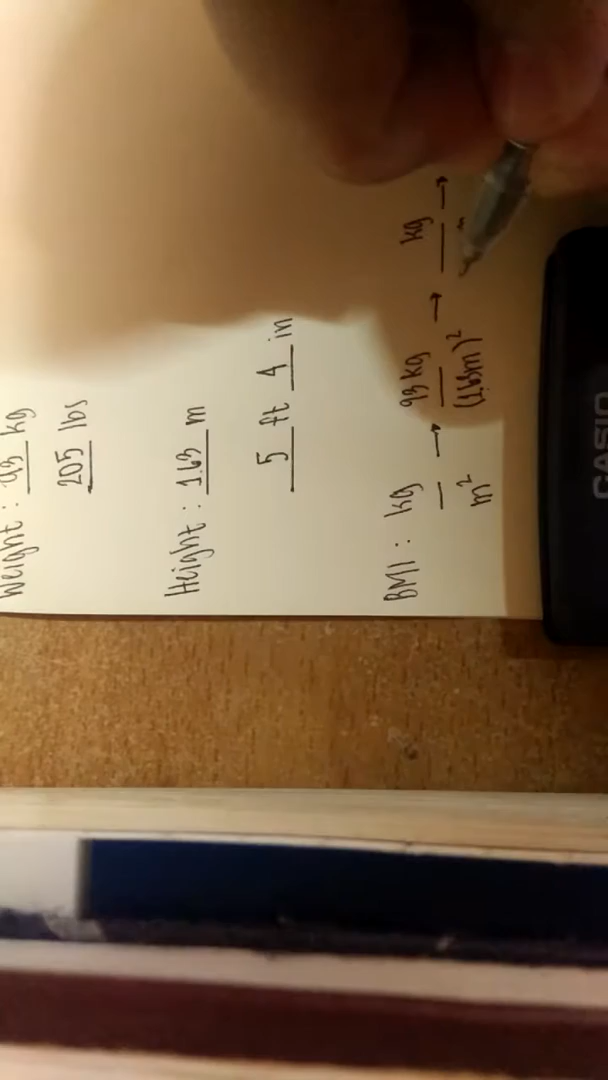 Weight : 93 kg
205 lbs
Height : 1.63 m
5 ft 4 in
BMI : kg → 93 kg → kg →
m² (1.63m)²
CASIO